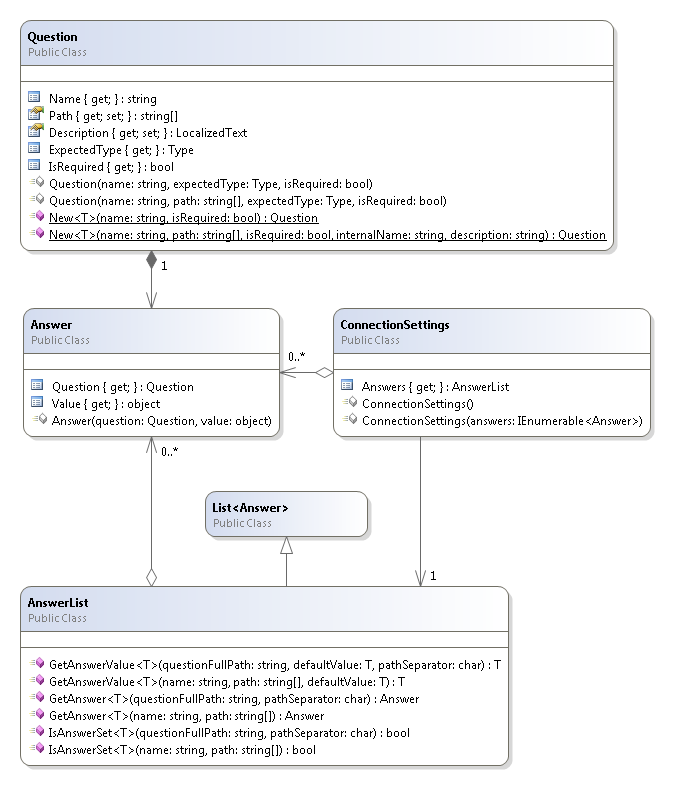 Question
Public Class
Name { get; } : string
Path { get; set; } : string[]
Description { get; set; } : LocalizedText
ExpectedType { get; } : Type
IsRequired { get; } : bool
Question(name: string, expectedType: Type, isRequired: bool)
Question(name: string, path: string[], expectedType: Type, isRequired: bool)
New<T>(name: string, isRequired: bool) : Question
New<T>(name: string, path: string[], isRequired: bool, internalName: string, description: string) : Question
1
Answer
Public Class
Question { get; } : Question
Value { get; } : object
Answer(question: Question, value: object)
0..*
ConnectionSettings
Public Class
Answers { get; } : AnswerList
ConnectionSettings()
ConnectionSettings(answers: IEnumerable<Answer>)
0..*
List<Answer>
Public Class
1
AnswerList
Public Class
GetAnswerValue<T>(questionFullPath: string, defaultValue: T, pathSeparator: char) : T
GetAnswerValue<T>(name: string, path: string[], defaultValue: T) : T
GetAnswer<T>(questionFullPath: string, pathSeparator: char) : Answer
GetAnswer<T>(name: string, path: string[]) : Answer
IsAnswerSet<T>(questionFullPath: string, pathSeparator: char) : bool
IsAnswerSet<T>(name: string, path: string[]) : bool